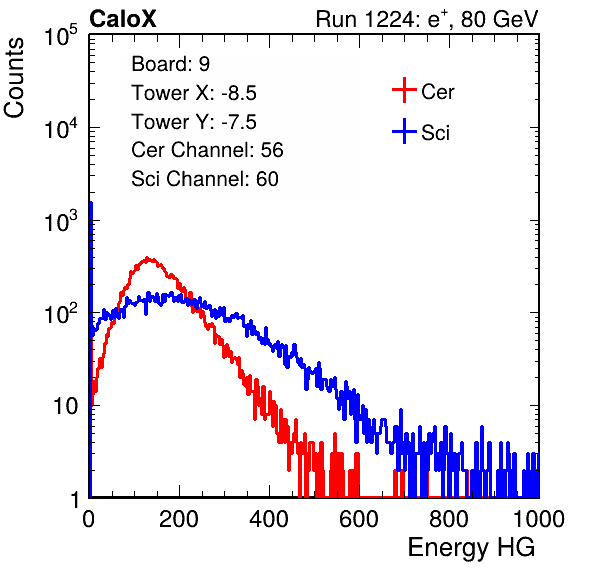 CaloX Run 1224: e⁺, 80 GeV
Counts
Board: 9
Tower X: -8.5
Tower Y: -7.5
Cer Channel: 56
Sci Channel: 60
Cer
Sci
10⁵
10⁴
10³
10²
10
1
0 200 400 600 800 1000
Energy HG